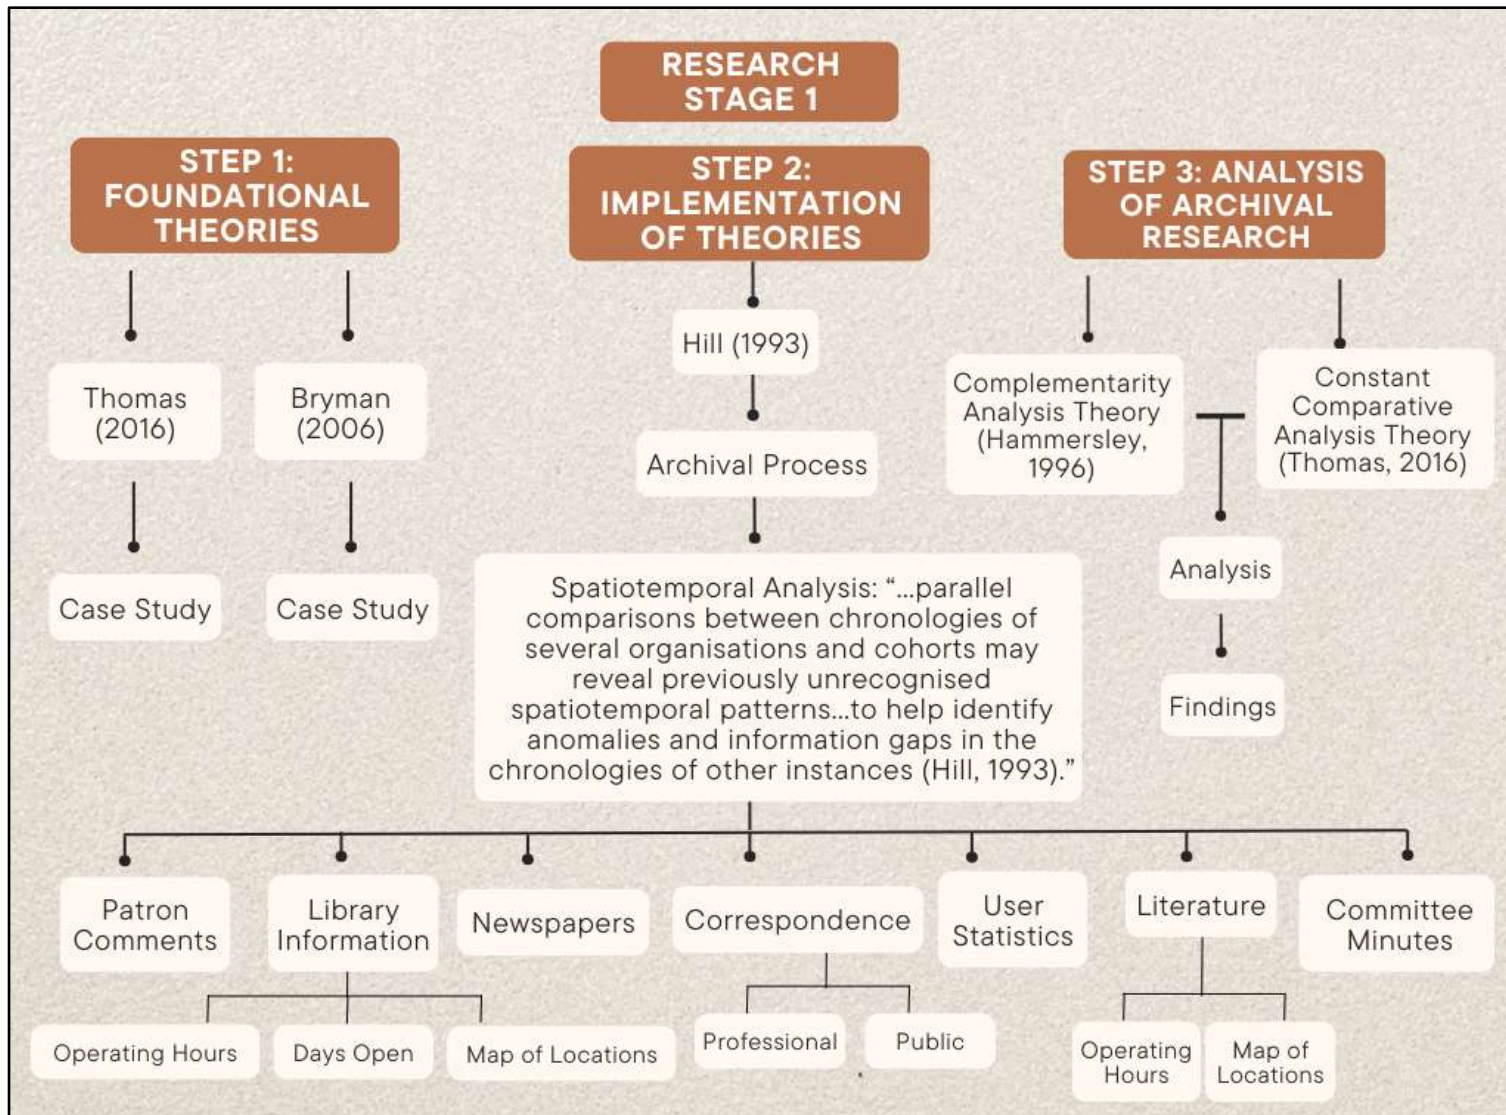 RESEARCH
STAGE 1
STEP 1:
FOUNDATIONAL
THEORIES
STEP 2:
IMPLEMENTATION
OF THEORIES
STEP 3: ANALYSIS
OF ARCHIVAL
RESEARCH
Thomas
(2016)
Bryman
(2006)
Case Study
Case Study
Hill (1993)
Archival Process
Spatiotemporal Analysis: “...parallel
comparisons between chronologies of
several organisations and cohorts may
reveal previously unrecognised
spatiotemporal patterns...to help identify
anomalies and information gaps in the
chronologies of other instances (Hill, 1993).”
Complementarity
Analysis Theory
(Hammersley,
1996)
Constant
Comparative
Analysis Theory
(Thomas, 2016)
Analysis
Findings
Patron
Comments
Library
Information
Newspapers
Correspondence
User
Statistics
Literature
Committee
Minutes
Operating Hours
Days Open
Map of Locations
Professional
Public
Operating
Hours
Map of
Locations